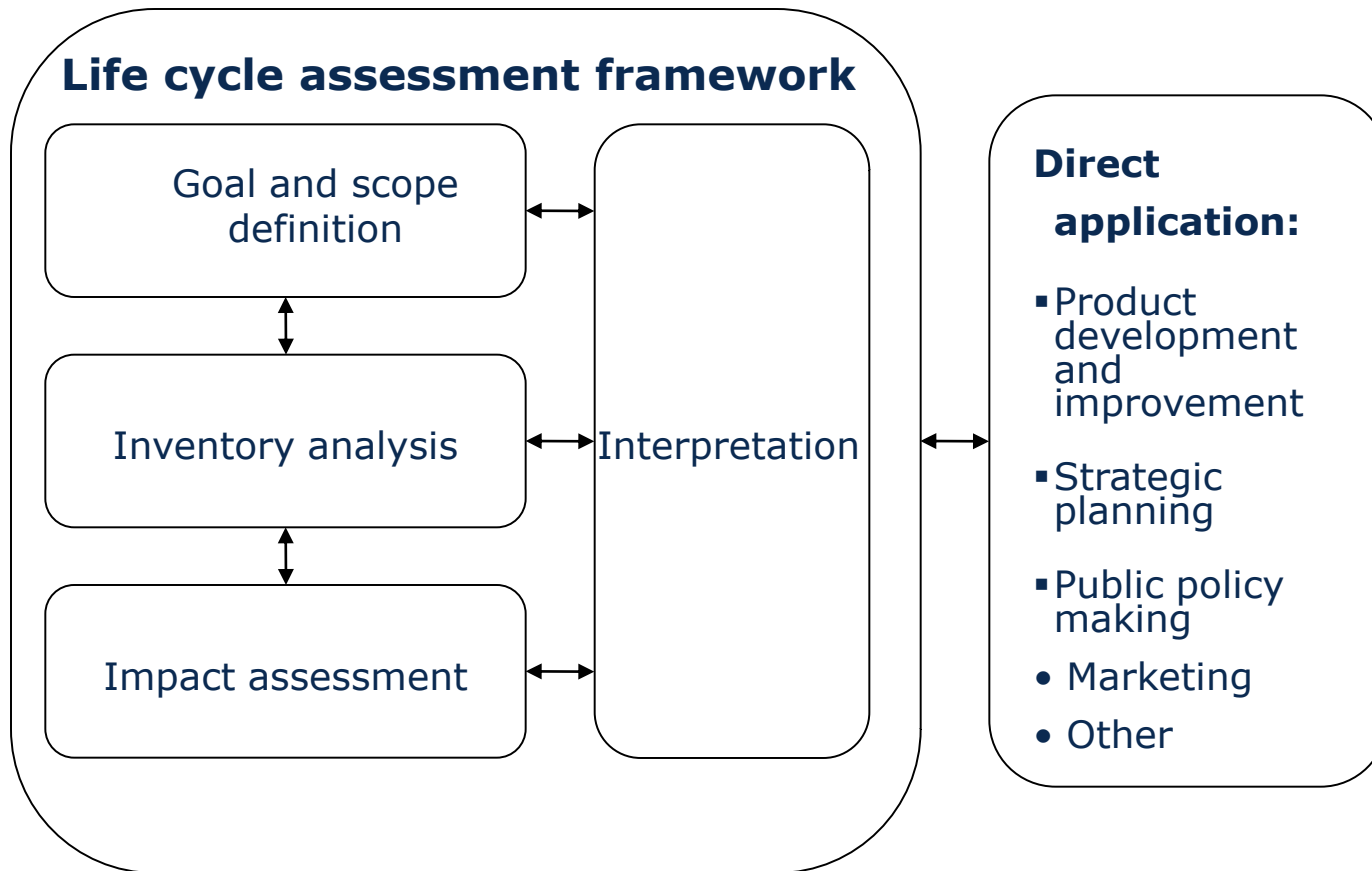 Life cycle assessment framework
Goal and scope
definition
Inventory analysis
Impact assessment
Interpretation
Direct
application:
▪Product
development
and
improvement
▪Strategic
planning
▪Public policy
making
• Marketing
• Other